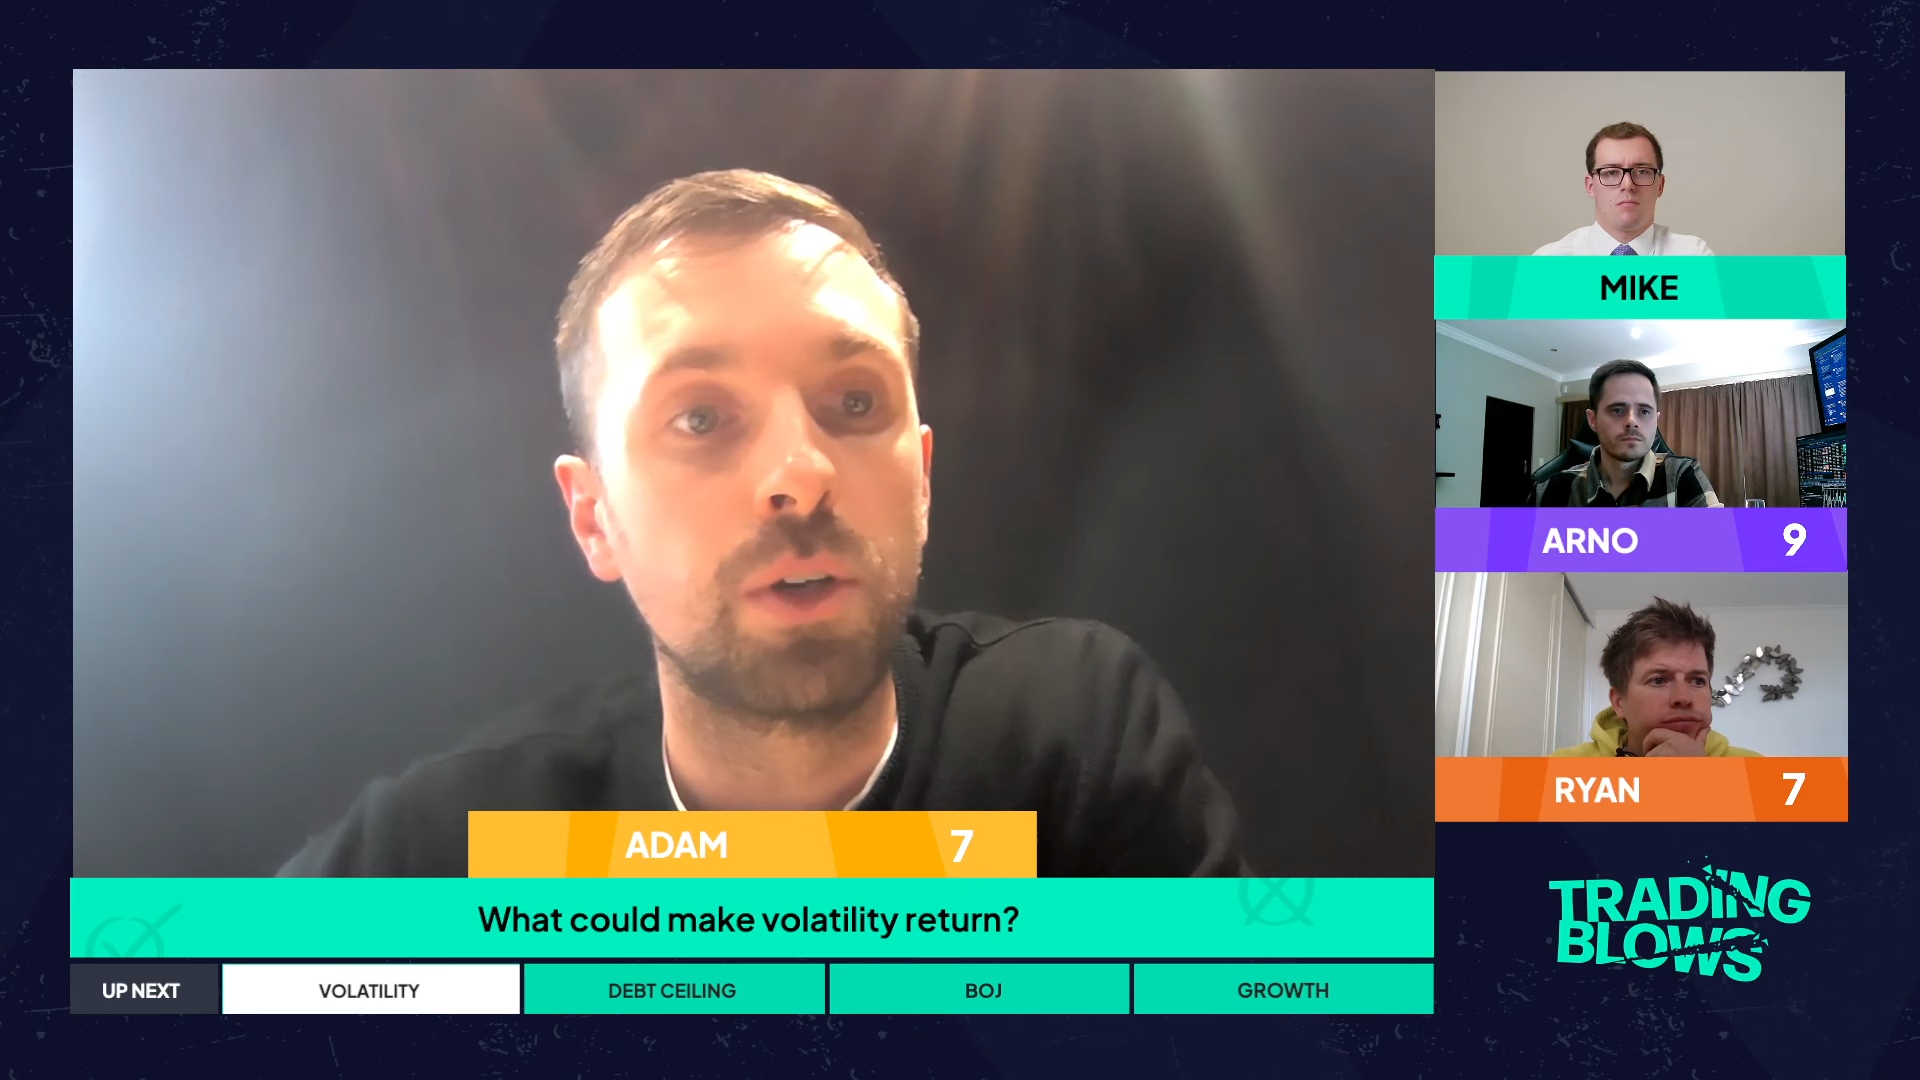 MIKE
ARNO 9
RYAN 7
ADAM 7
What could make volatility return?
UP NEXT VOLATILITY DEBT CEILING BOJ GROWTH
TRADING
BLOWS